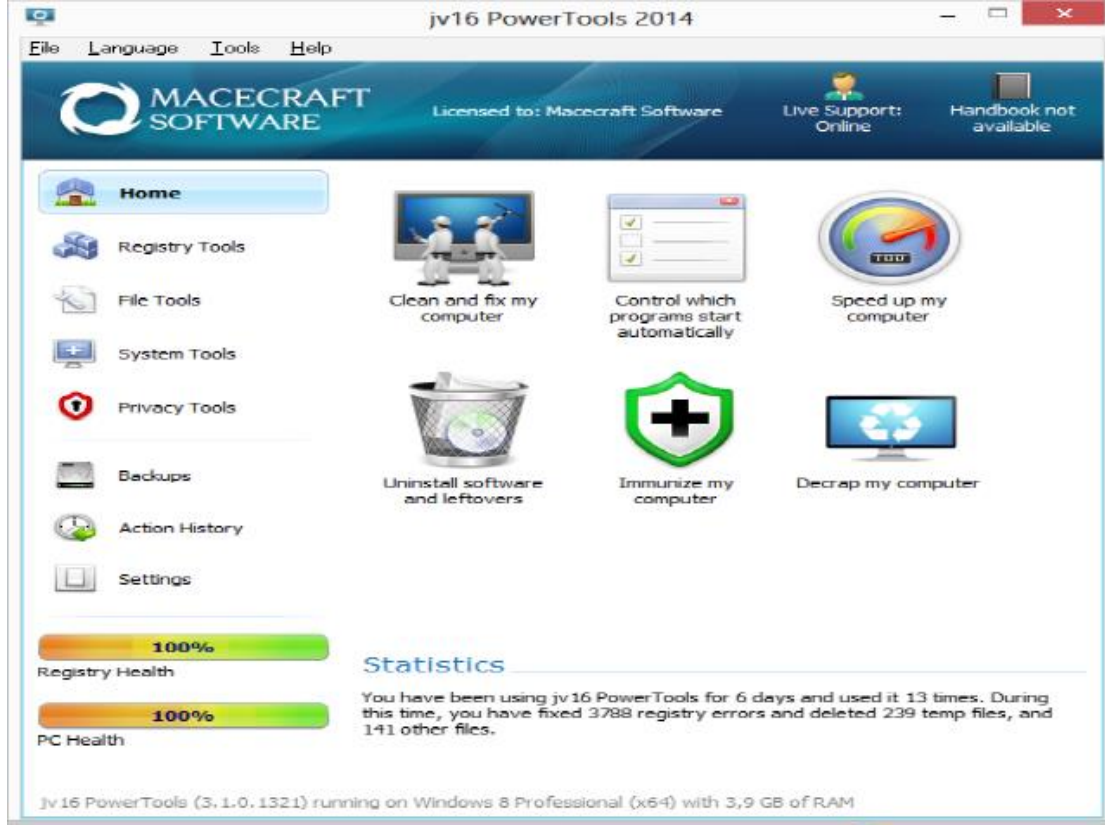 jv16 PowerTools 2014
File Language Tools Help
MACECRAFT
SOFTWARE
Licensed to: Macecraft Software
Live Support:
Online
Handbook not
available
Home
Registry Tools
File Tools
System Tools
Privacy Tools
Backups
Action History
Settings
100%
Registry Health
100%
PC Health
Clean and fix my
computer
Control which
programs start
automatically
Speed up my
computer
Uninstall software
and leftovers
Immunize my
computer
Decrap my computer
Statistics
You have been using jv16 PowerTools for 6 days and used it 13 times. During
this time, you have fixed 3788 registry errors and deleted 239 temp files, and
141 other files.
jv16 PowerTools (3.1.0.1321) running on Windows 8 Professional (x64) with 3,9 GB of RAM